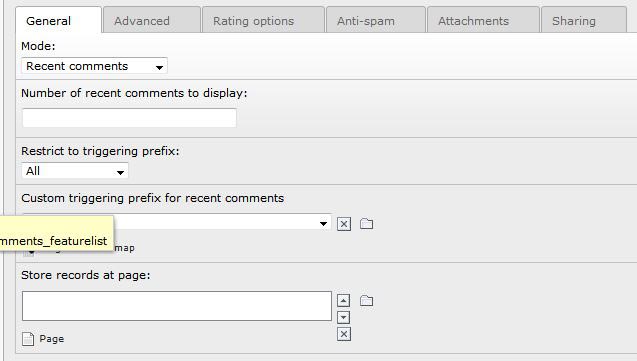 General Advanced Rating options Anti-spam Attachments Sharing
Mode:
Recent comments
Number of recent comments to display:
Restrict to triggering prefix:
All
Custom triggering prefix for recent comments
mments_featurelist
map
Store records at page:
Page